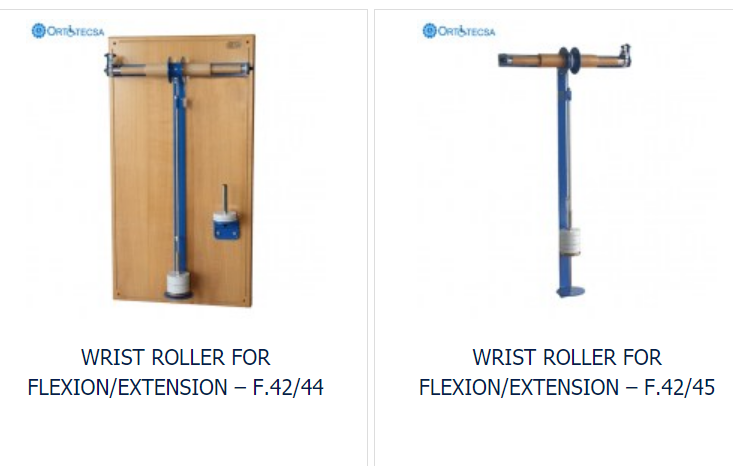 ORTOTECSA
WRIST ROLLER FOR
FLEXION/EXTENSION – F.42/44
ORTOTECSA
WRIST ROLLER FOR
FLEXION/EXTENSION – F.42/45